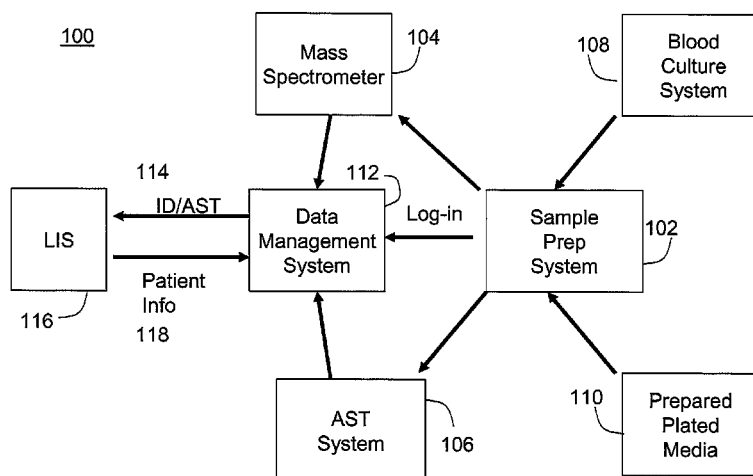 100
Mass
Spectrometer
104
108
Blood
Culture
System
114
112
LIS
ID/AST
Data
Management
System
Log-in
Sample
Prep
System
102
Patient
Info
116
118
AST
System
106
110
Prepared
Plated
Media